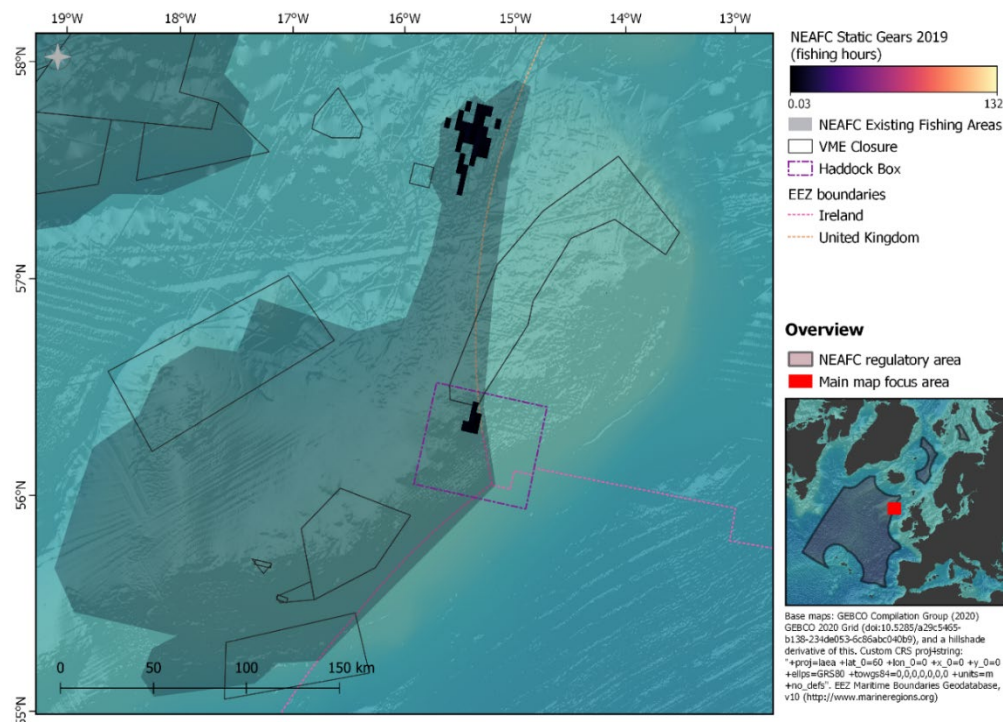 19°W 18°W 17°W 16°W 15°W 14°W 13°W
58°N
57°N
56°N
55°N
0 50 100 150 km
NEAFC Static Gears 2019
(fishing hours)
0.03 132
NEAFC Existing Fishing Areas
VME Closure
Haddock Box
EEZ boundaries
Ireland
United Kingdom
Overview
NEAFC regulatory area
Main map focus area
Base maps: GEBCO Compilation Group (2020)
GEBCO 2020 Grid (doi:10.5285/a29c5465-
b138-234de053-6c86abc040b9), and a hillshade
derivative of this. Custom CRS proj4string:
"+proj=laea +lat_0=60 +lon_0=0 +x_0=0 +y_0=0
+ellps=GRS80 +towgs84=0,0,0,0,0,0,0 +units=m
+no_defs". EEZ Maritime Boundaries Geodatabase,
v10 (http://www.marineregions.org)